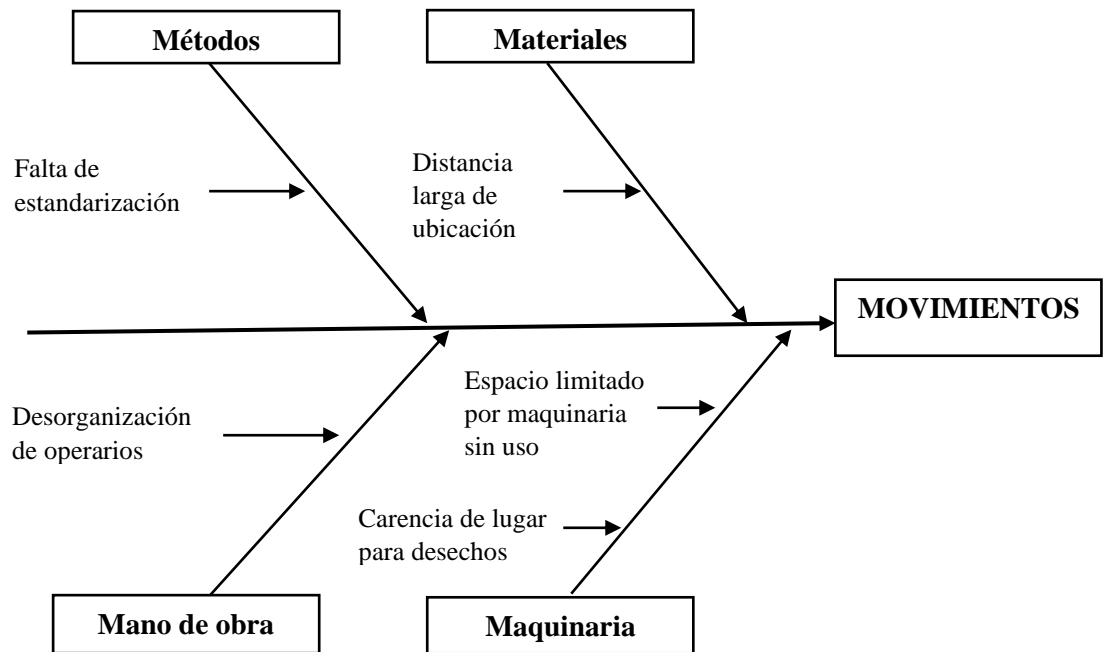 Métodos
Materiales
Falta de
estandarización
Distancia
larga de
ubicación
MOVIMIENTOS
Desorganización
de operarios
Espacio limitado
por maquinaria
sin uso
Carencia de lugar
para desechos
Mano de obra
Maquinaria